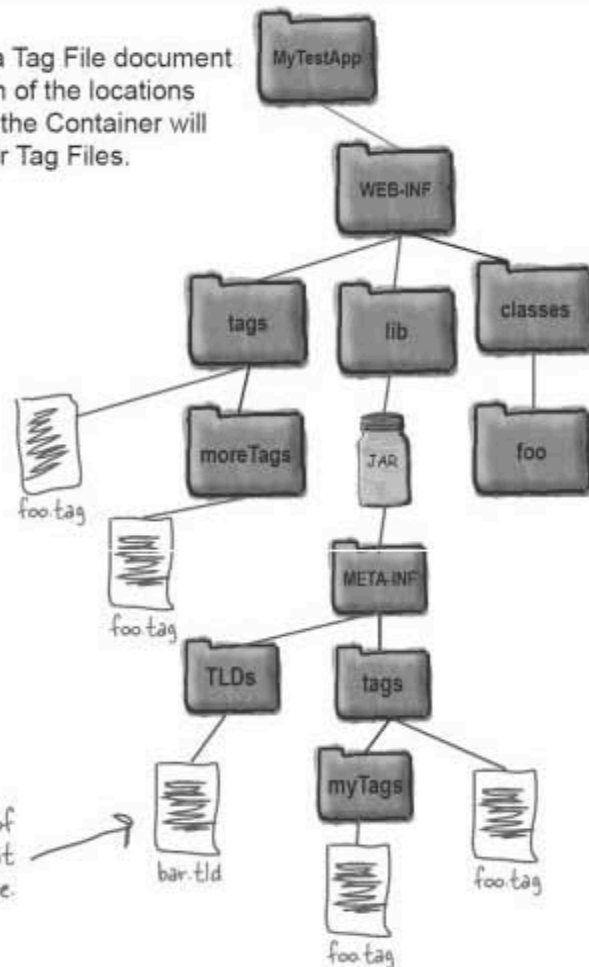 a Tag File document
n of the locations
the Container will
r Tag Files.
MyTestApp
WEB-INF
tags
lib
classes
moreTags
JAR
foo
foo.tag
foo.tag
META-INF
TLDs
tags
myTags
of
bar.tld
foo.tag
e.
foo.tag